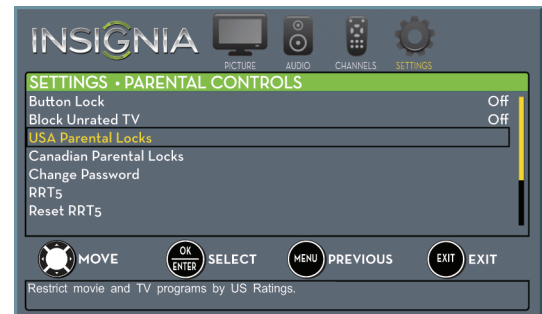 INSIGNIA
PICTURE AUDIO CHANNELS SETTINGS
SETTINGS • PARENTAL CONTROLS
Button Lock Off
Block Unrated TV Off
USA Parental Locks
Canadian Parental Locks
Change Password
RRT5
Reset RRT5
MOVE OK ENTER SELECT MENU PREVIOUS EXIT EXIT
Restrict movie and TV programs by US Ratings.